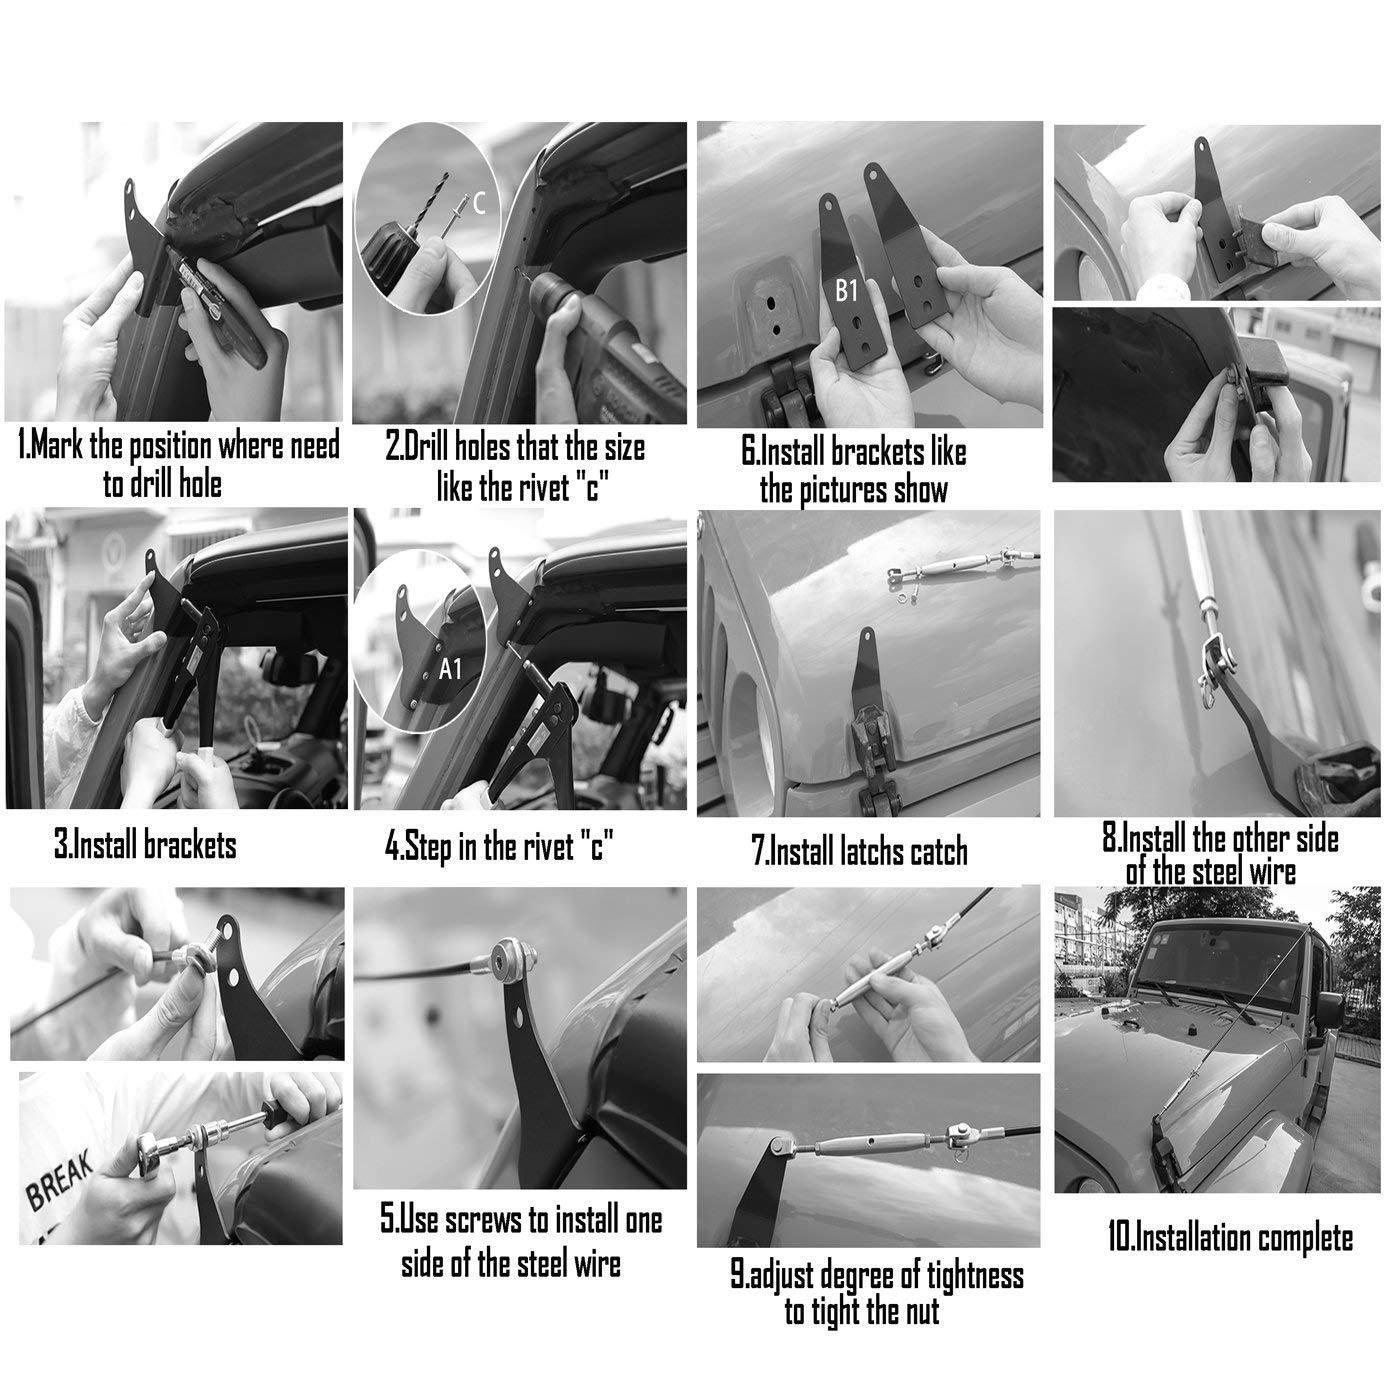 1.Mark the position where need
to drill hole
C
2.Drill holes that the size
like the rivet "c"
3.Install brackets
A1
4.Step in the rivet "c"
BREAK
5.Use screws to install one
side of the steel wire
B1
6.Install brackets like
the pictures show
7.Install latchs catch
8.Install the other side
of the steel wire
9.adjust degree of tightness
to tight the nut
10.Installation complete